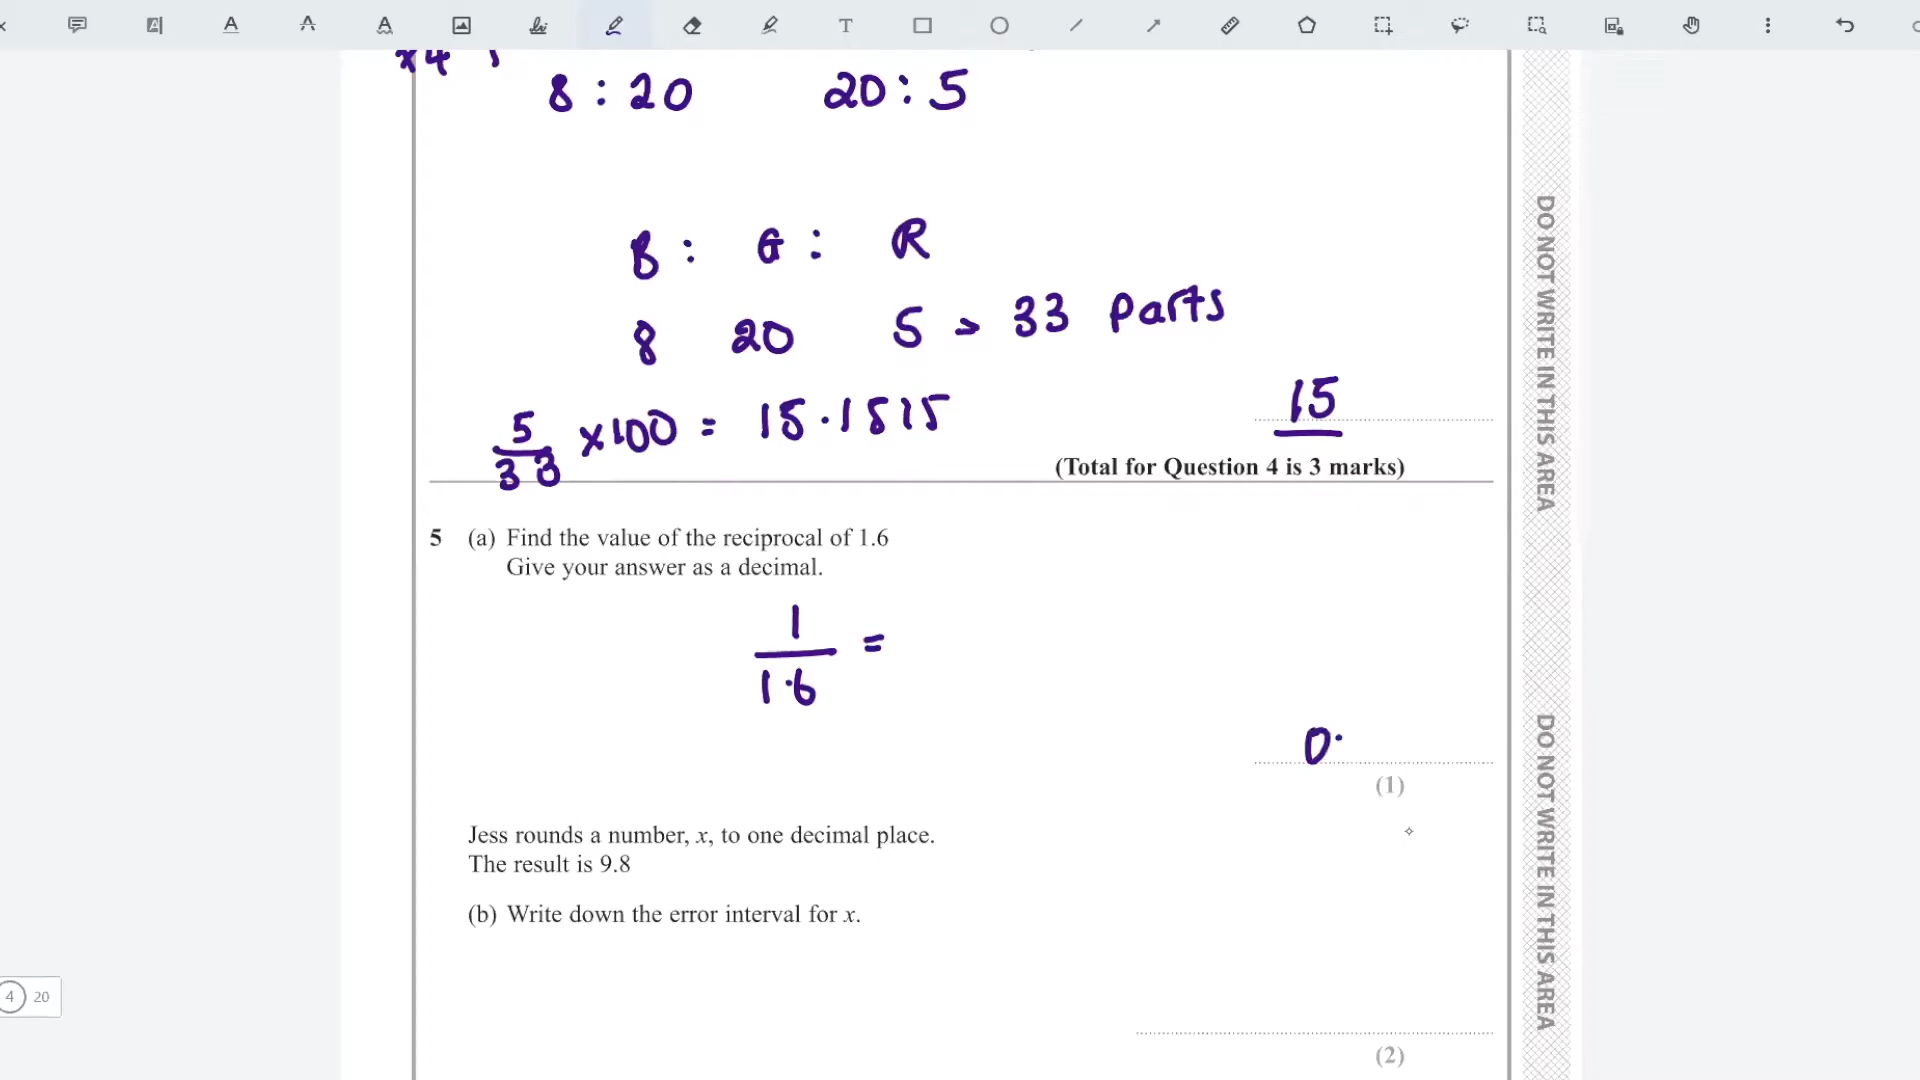 x4
8 : 20 20 : 5
B : G : R
8 20 5 > 33 Parts
5/33 x100 = 15.1515
15
(Total for Question 4 is 3 marks)
5 (a) Find the value of the reciprocal of 1.6
Give your answer as a decimal.
1/1.6 =
0.
(1)
Jess rounds a number, x, to one decimal place.
The result is 9.8
(b) Write down the error interval for x.
(2)
DO NOT WRITE IN THIS AREA
DO NOT WRITE IN THIS AREA
4 20